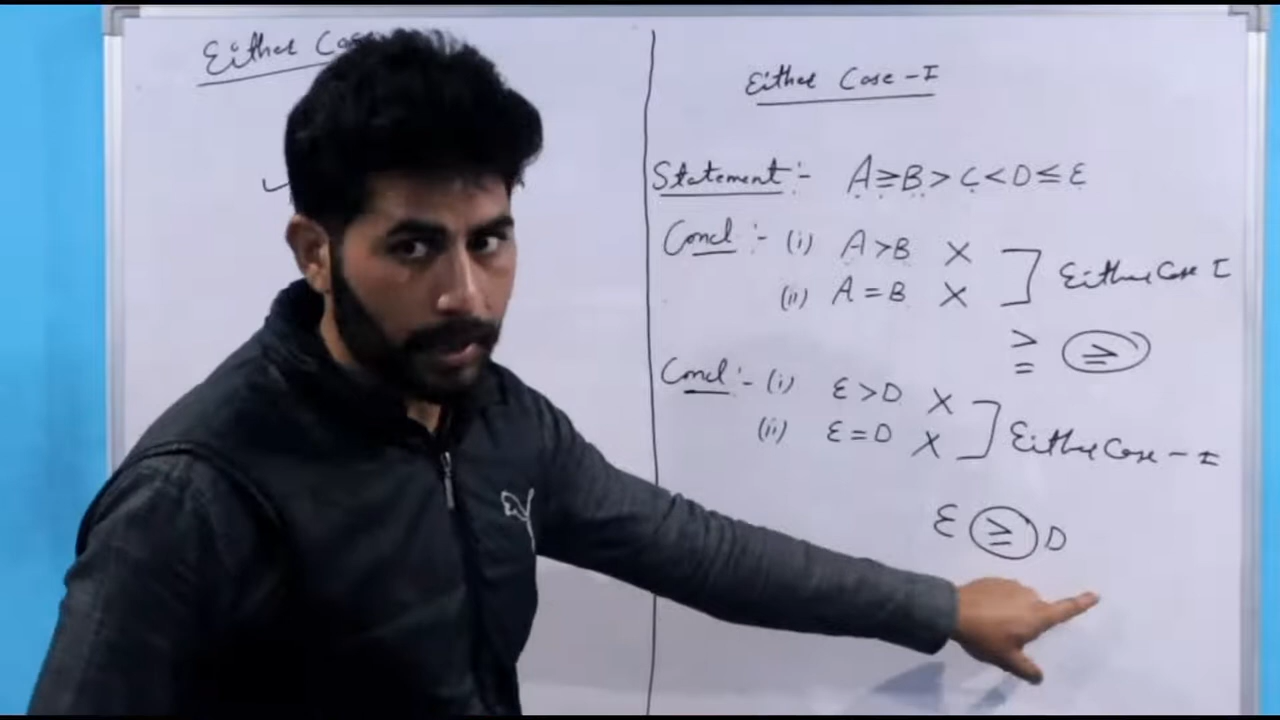 Either Case
Either Case - I
Statement :- A ≥ B > C < D ≤ E
Concl :- (i) A > B X
(ii) A = B X
Either Case I
>
= ≥
Concl :- (i) E > D X
(ii) E = D X
Either Case - I
E ≥ D